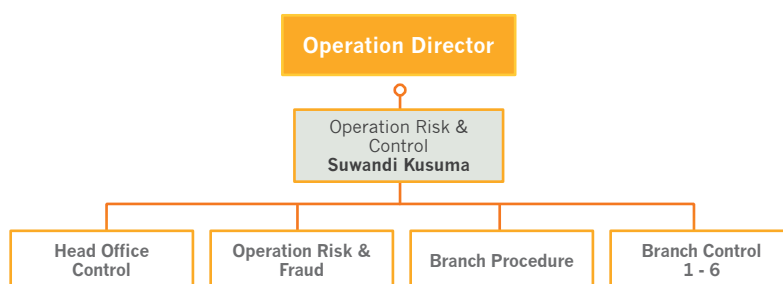 Operation Director
Operation Risk &
Control
Suwandi Kusuma
Head Office
Control
Operation Risk &
Fraud
Branch Procedure
Branch Control
1 - 6